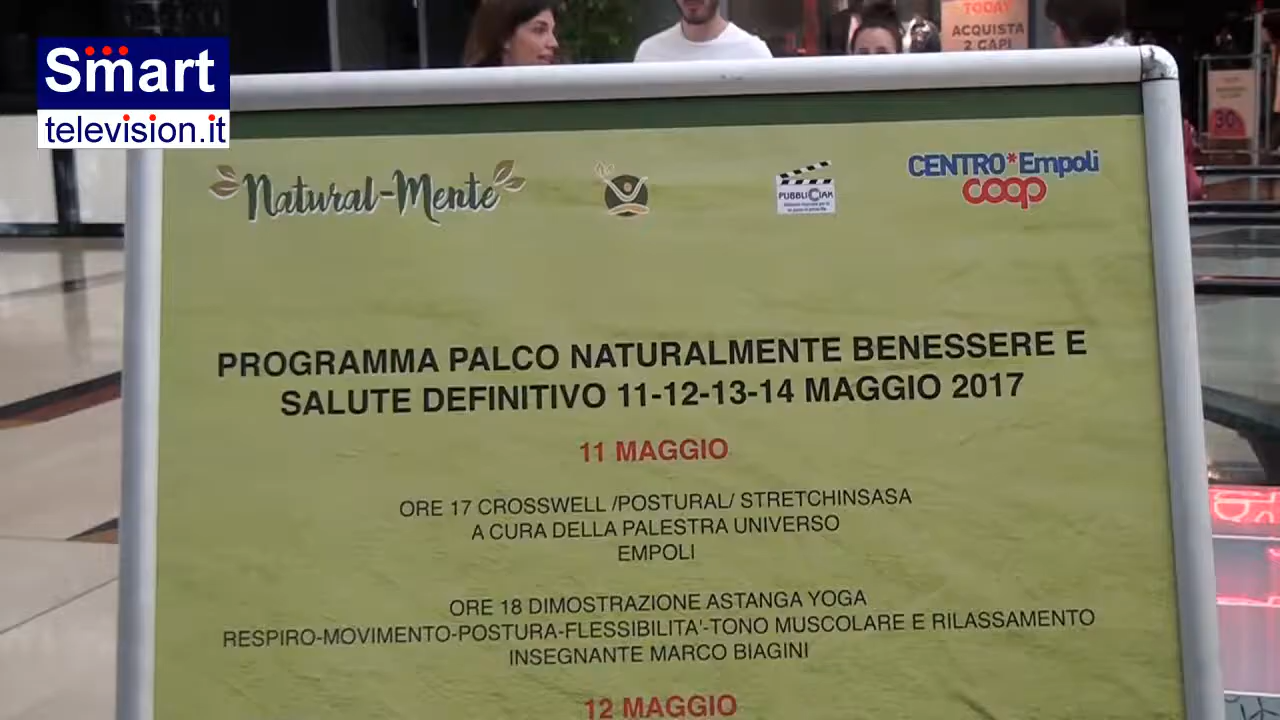 Smart
television.it
TODAY
ACQUISTA
2 CAPI
30
Natural-Mente
PUBBLICIAK
CENTRO*Empoli
coop
PROGRAMMA PALCO NATURALMENTE BENESSERE E
SALUTE DEFINITIVO 11-12-13-14 MAGGIO 2017
11 MAGGIO
ORE 17 CROSSWELL /POSTURAL/ STRETCHINSASA
A CURA DELLA PALESTRA UNIVERSO
EMPOLI
ORE 18 DIMOSTRAZIONE ASTANGA YOGA
RESPIRO-MOVIMENTO-POSTURA-FLESSIBILITA'-TONO MUSCOLARE E RILASSAMENTO
INSEGNANTE MARCO BIAGINI
12 MAGGIO